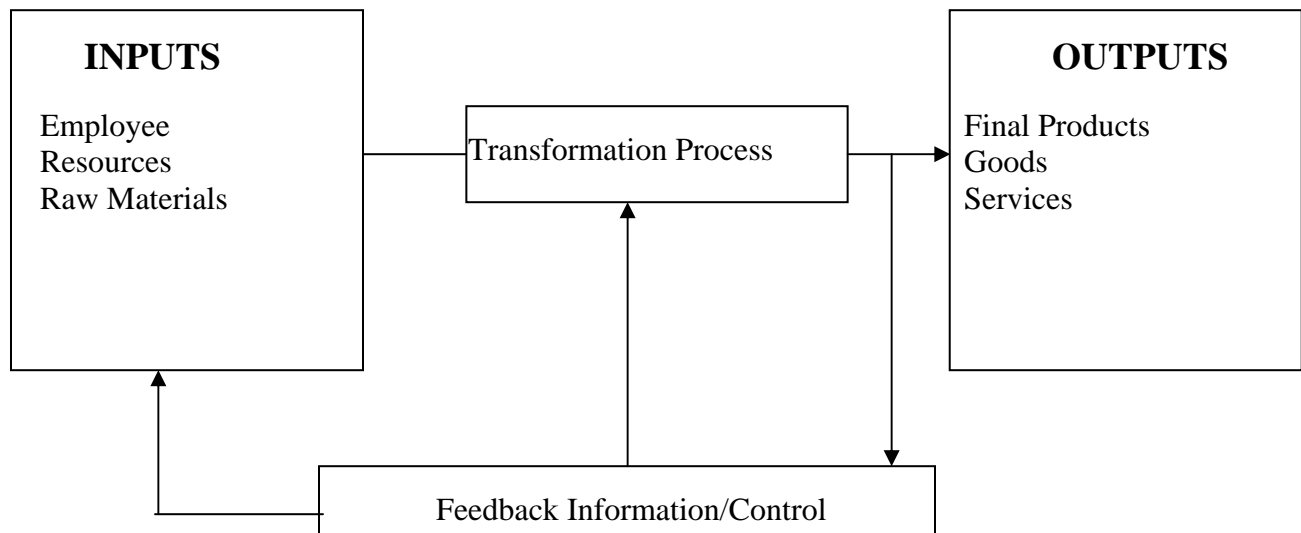 INPUTS
Employee
Resources
Raw Materials
Transformation Process
OUTPUTS
Final Products
Goods
Services
Feedback Information/Control